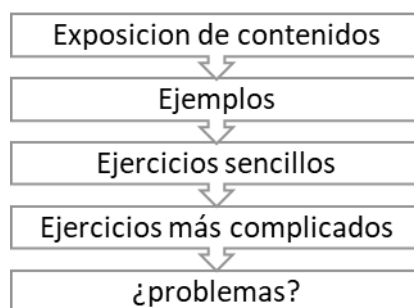 Exposicion de contenidos
Ejemplos
Ejercicios sencillos
Ejercicios más complicados
¿problemas?